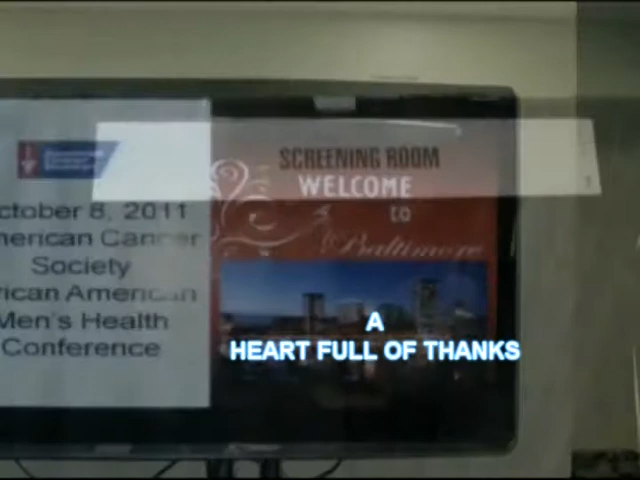 ctober 8, 2011
merican Cancer
Society
rican American
Men's Health
Conference
SCREENING ROOM
WELCOME
to
Baltimore
A
HEART FULL OF THANKS